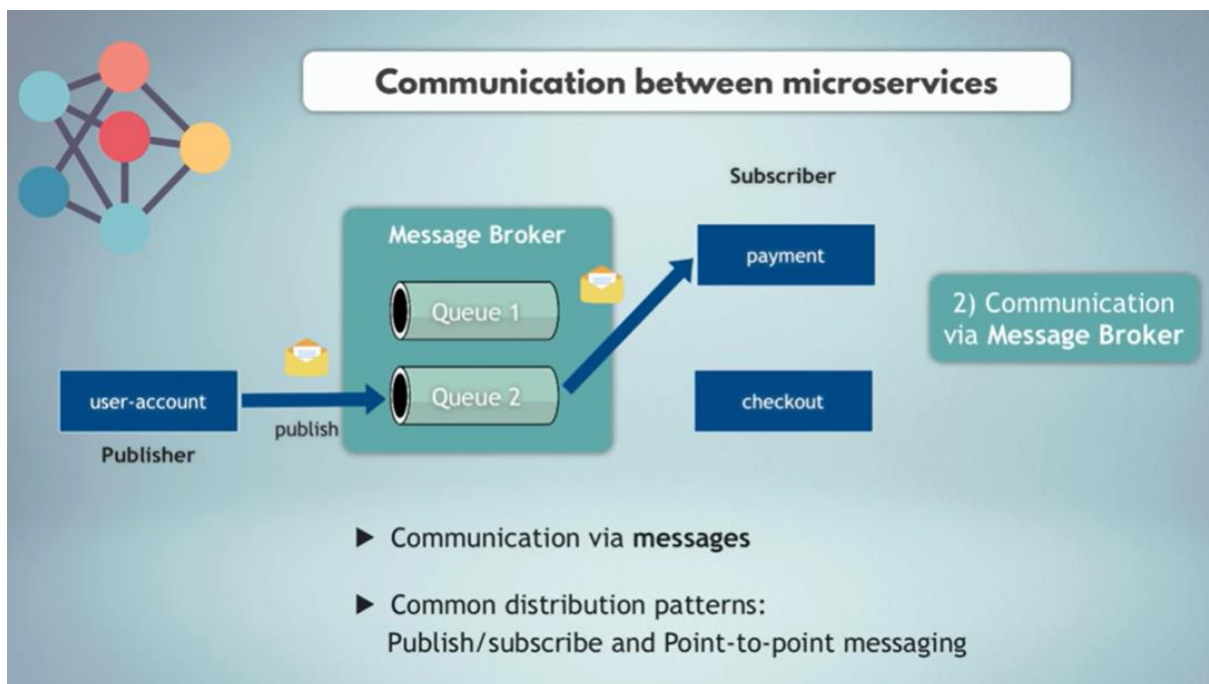 Communication between microservices
Subscriber
Message Broker
payment
Queue 1
2) Communication
via Message Broker
user-account
publish
Queue 2
checkout
Publisher
▶ Communication via messages
▶ Common distribution patterns:
Publish/subscribe and Point-to-point messaging